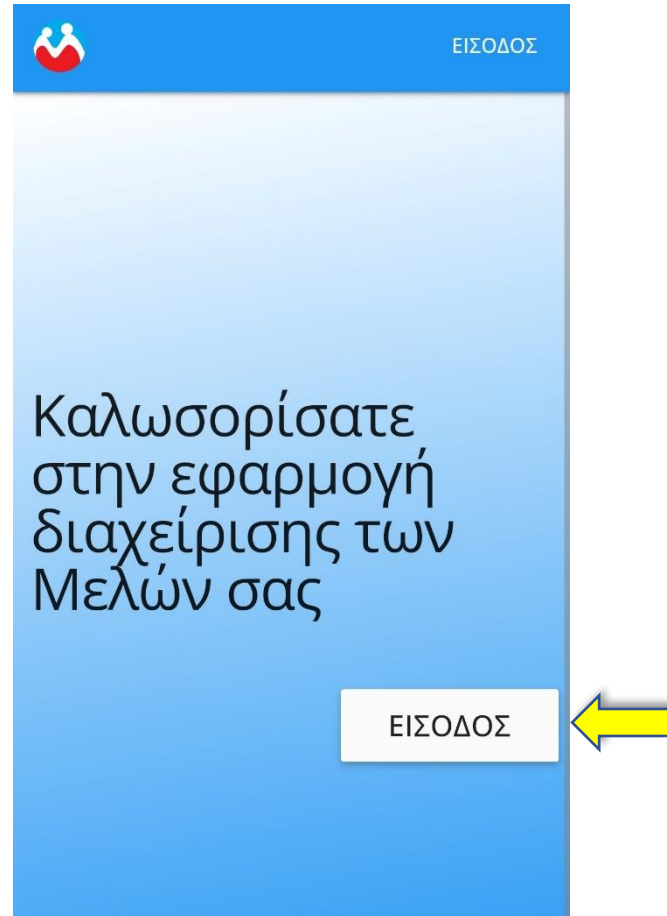 ΕΙΣΟΔΟΣ
Καλωσορίσατε
στην εφαρμογή
διαχείρισης των
Μελών σας
ΕΙΣΟΔΟΣ